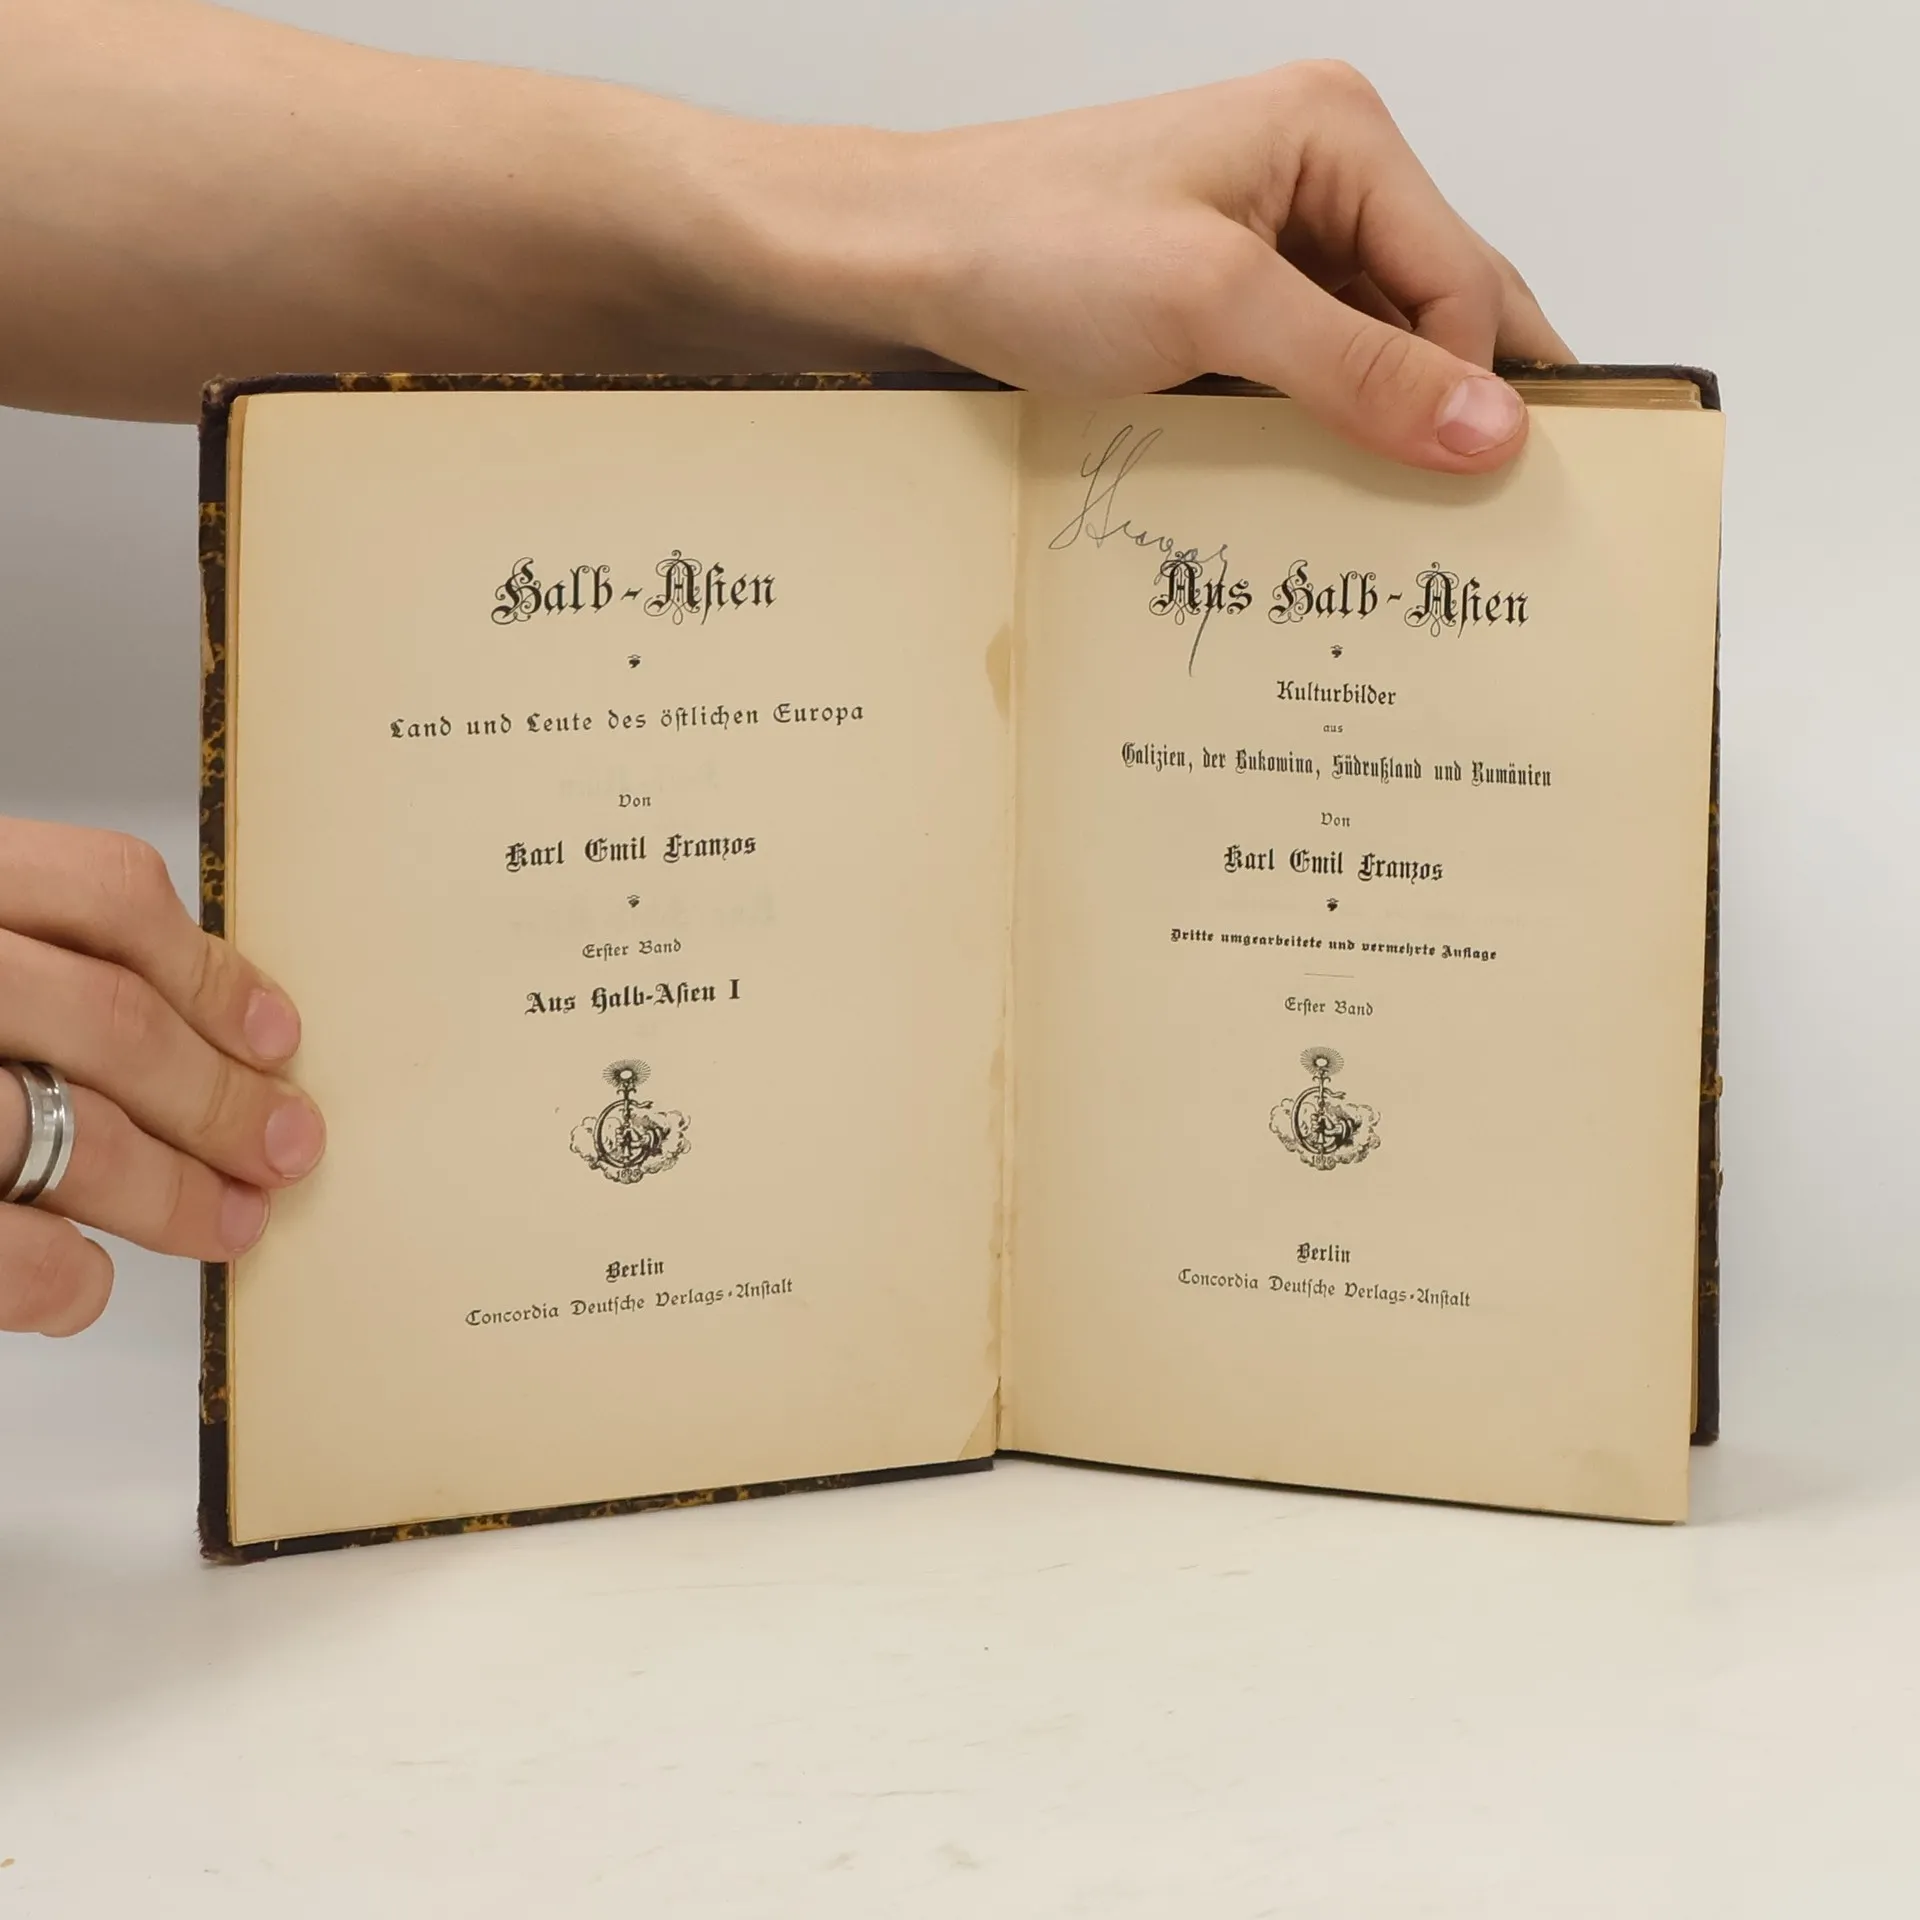 Halb-Asien
Land und Leute des östlichen Europa
Von
Karl Emil Franzos
Erster Band
Aus Halb-Asien I
1895
Berlin
Concordia Deutsche Verlags-Anstalt
Aus Halb-Asien
Kulturbilder
aus
Galizien, der Bukowina, Südrußland und Rumänien
Von
Karl Emil Franzos
Dritte umgearbeitete und vermehrte Auflage
Erster Band
1895
Berlin
Concordia Deutsche Verlags-Anstalt